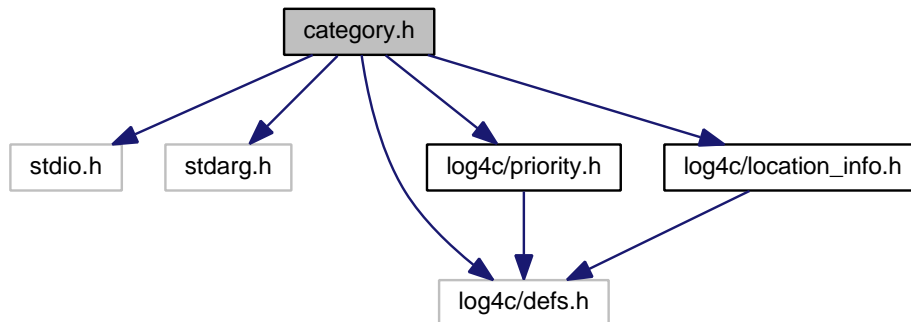 category.h
stdio.h
stdarg.h
log4c/priority.h
log4c/location_info.h
log4c/defs.h